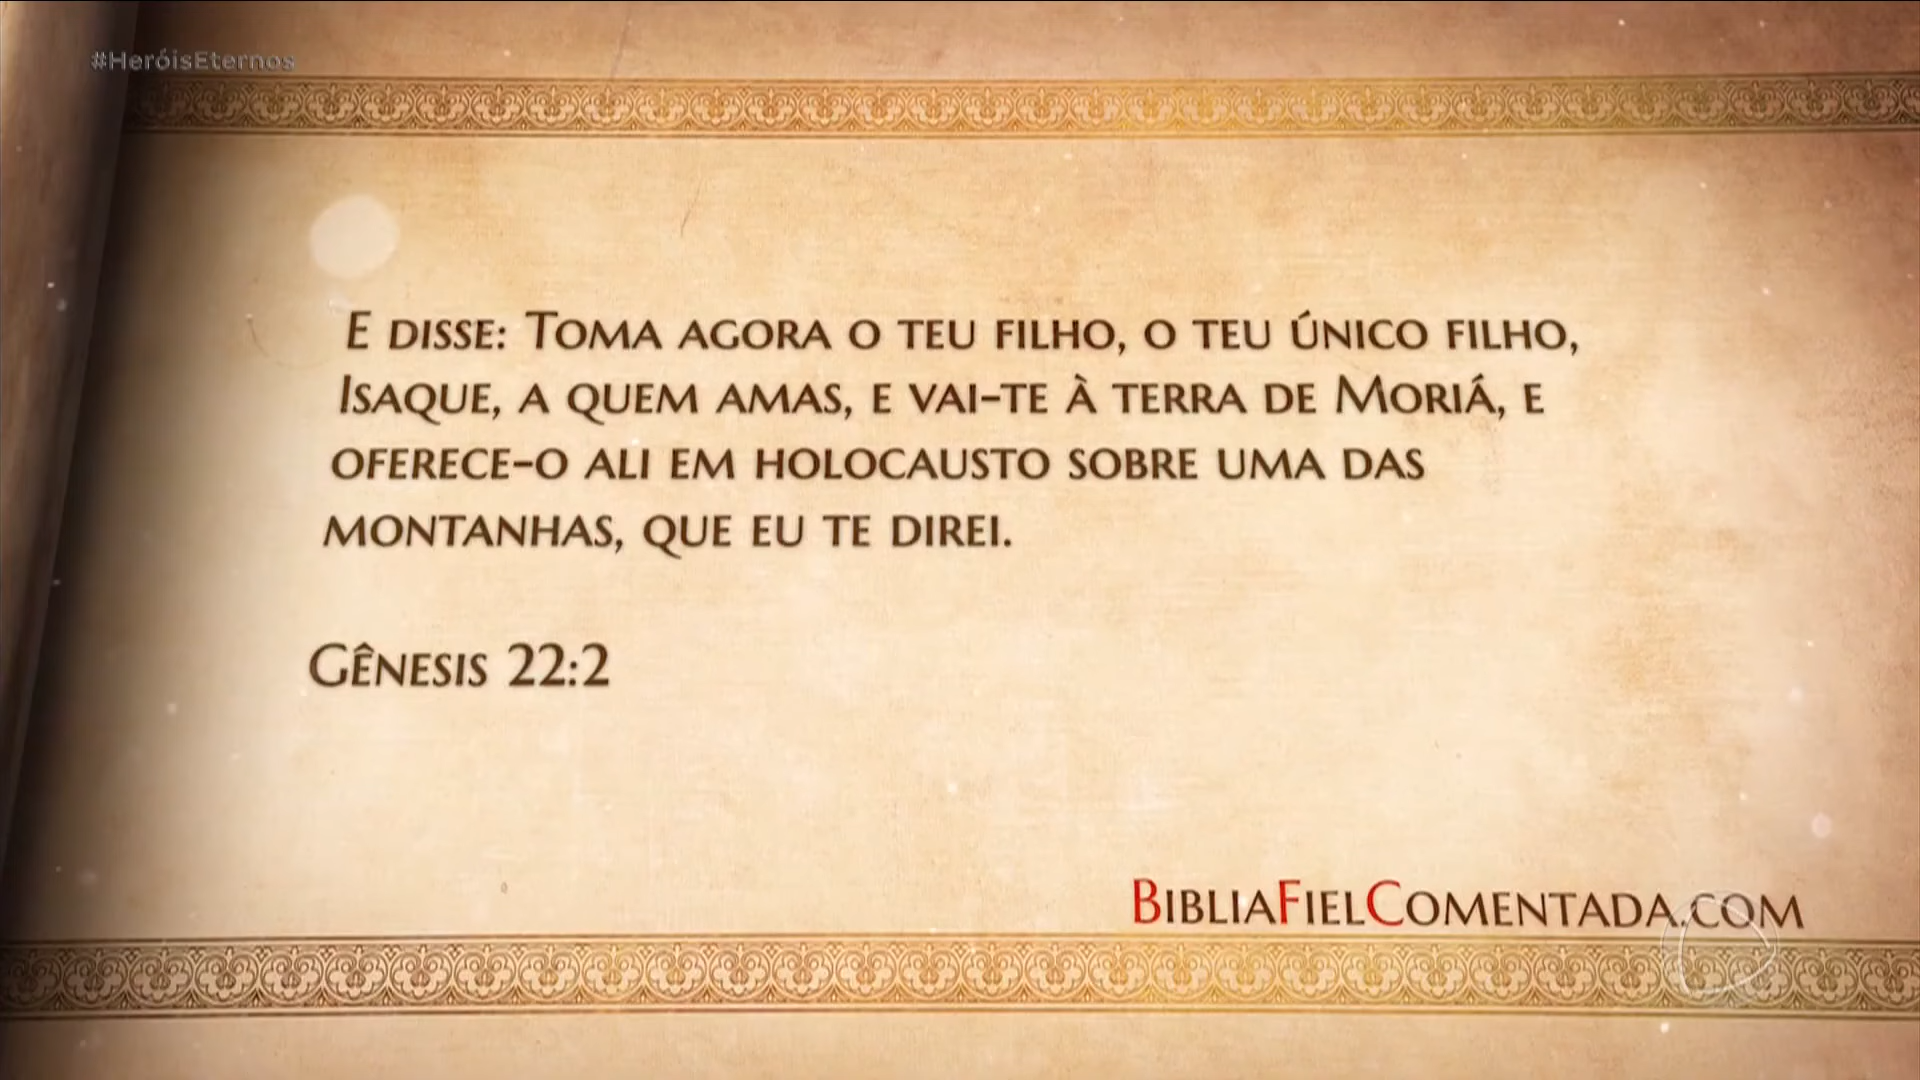 #HeróisEternos
E disse: Toma agora o teu filho, o teu único filho,
Isaque, a quem amas, e vai-te à terra de Moriá, e
oferece-o ali em holocausto sobre uma das
montanhas, que eu te direi.
Gênesis 22:2
BibliaFielComentada.com